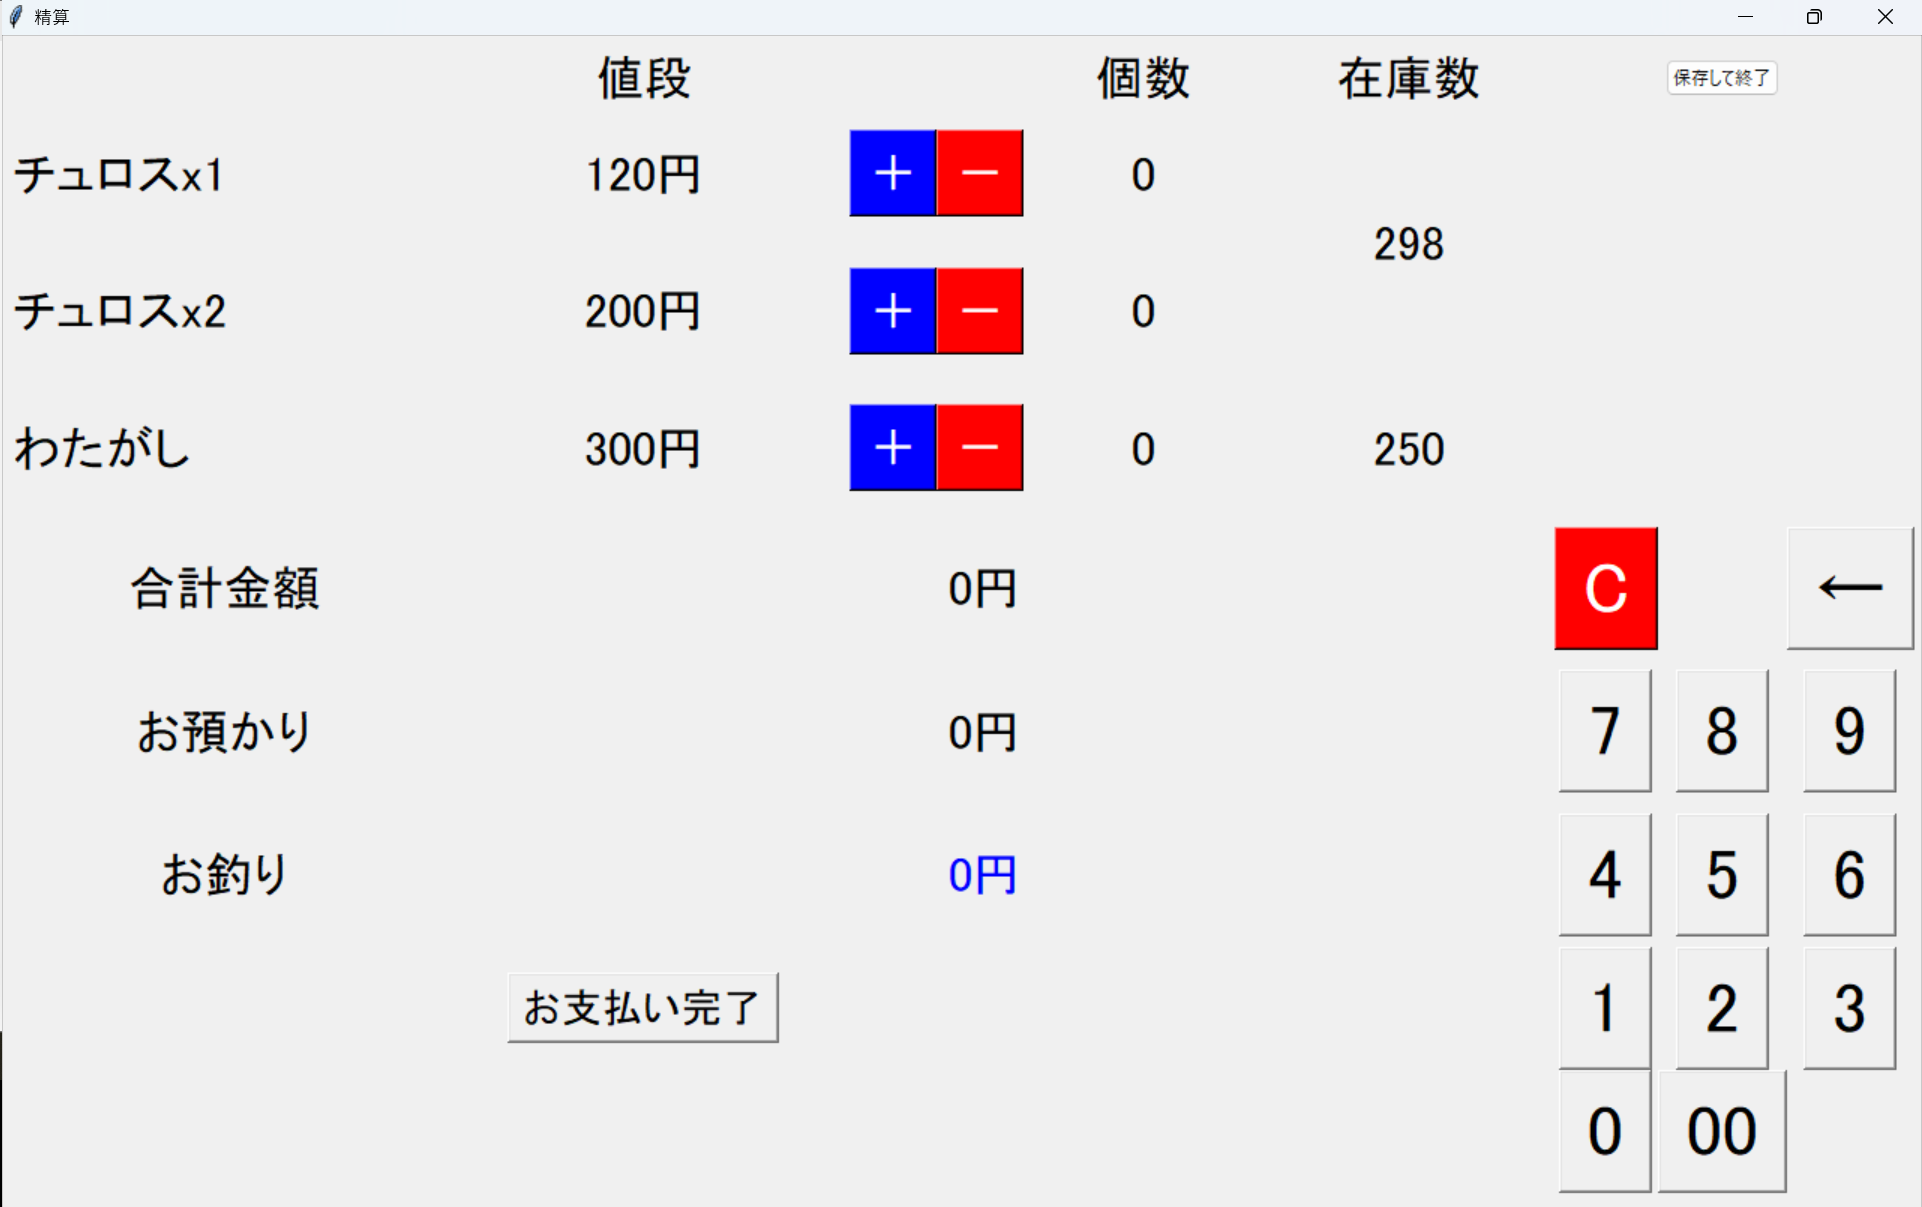 精算
値段 個数 在庫数 保存して終了
チュロスx1 120円 + − 0
298
チュロスx2 200円 + − 0
わたがし 300円 + − 0 250
合計金額 0円 C ←
お預かり 0円 7 8 9
お釣り 0円 4 5 6
お支払い完了 1 2 3
0 00